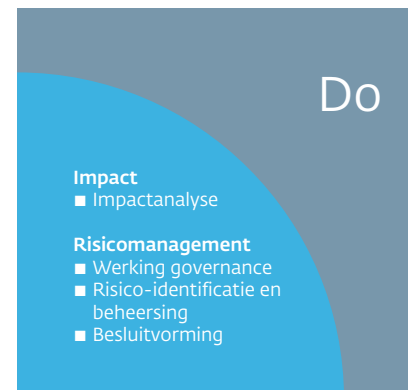 Do
Impact
■ Impactanalyse
Risicomanagement
■ Werking governance
■ Risico-identificatie en
beheersing
■ Besluitvorming